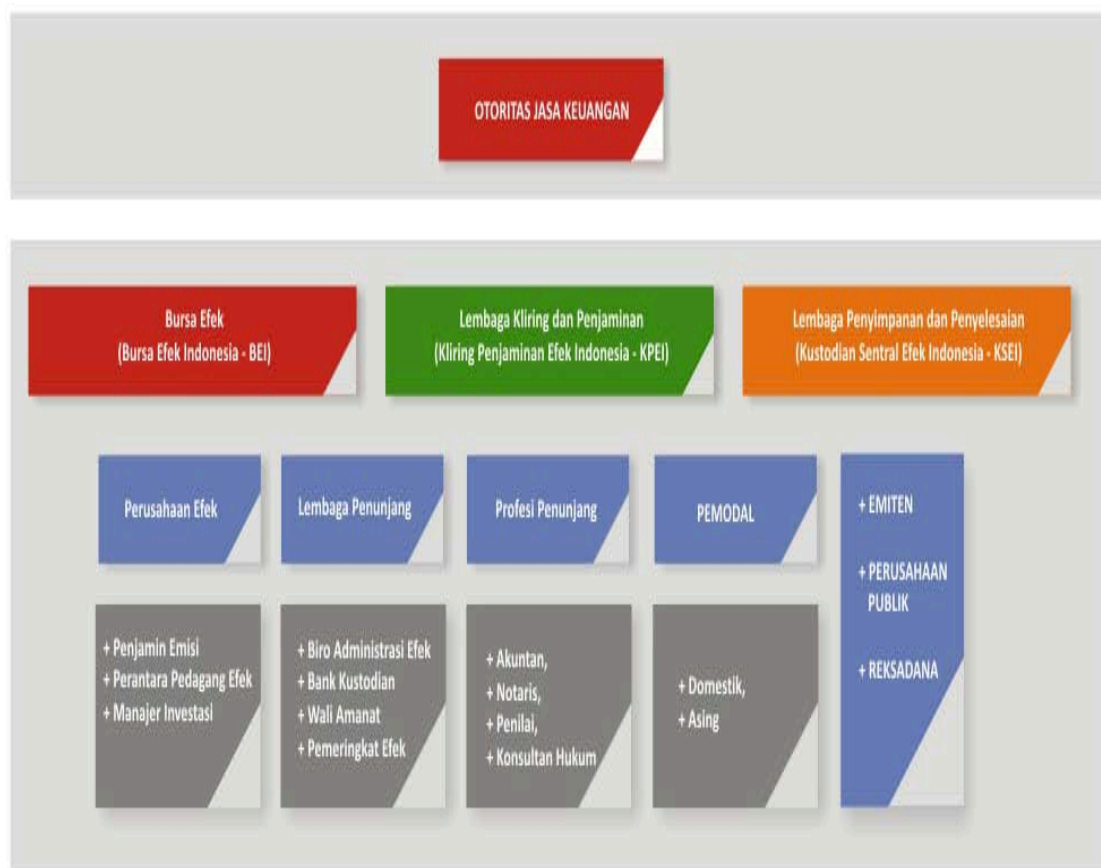 OTORITAS JASA KEUANGAN
Bursa Efek
(Bursa Efek Indonesia - BEI)
Lembaga Kliring dan Penjaminan
(Kliring Penjaminan Efek Indonesia - KPEI)
Lembaga Penyimpanan dan Penyelesaian
(Kustodian Sentral Efek Indonesia - KSEI)
Perusahaan Efek
Lembaga Penunjang
Profesi Penunjang
PEMODAL
+ EMITEN
+ PERUSAHAAN
PUBLIK
+ REKSADANA
+ Penjamin Emisi
+ Perantara Pedagang Efek
+ Manajer Investasi
+ Biro Administrasi Efek
+ Bank Kustodian
+ Wali Amanat
+ Pemeringkat Efek
+ Akuntan,
+ Notaris,
+ Penilai,
+ Konsultan Hukum
+ Domestik,
+ Asing